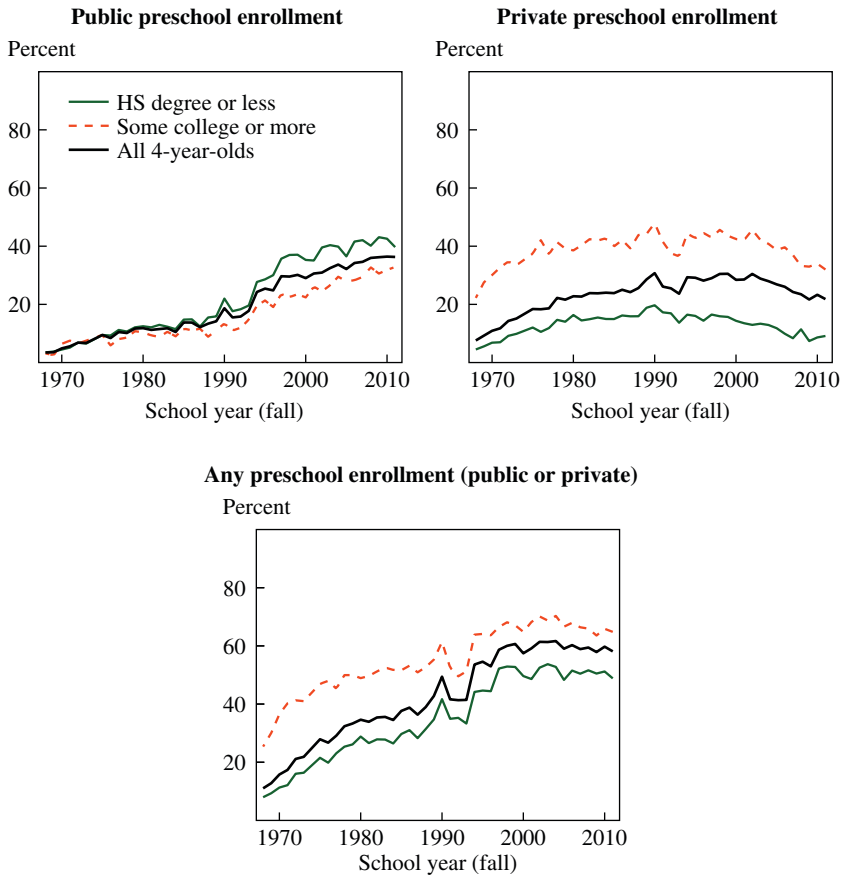 Public preschool enrollment
Percent
HS degree or less
Some college or more
All 4-year-olds
80
60
40
20
1970 1980 1990 2000 2010
School year (fall)
Private preschool enrollment
Percent
80
60
40
20
1970 1980 1990 2000 2010
School year (fall)
Any preschool enrollment (public or private)
Percent
80
60
40
20
1970 1980 1990 2000 2010
School year (fall)